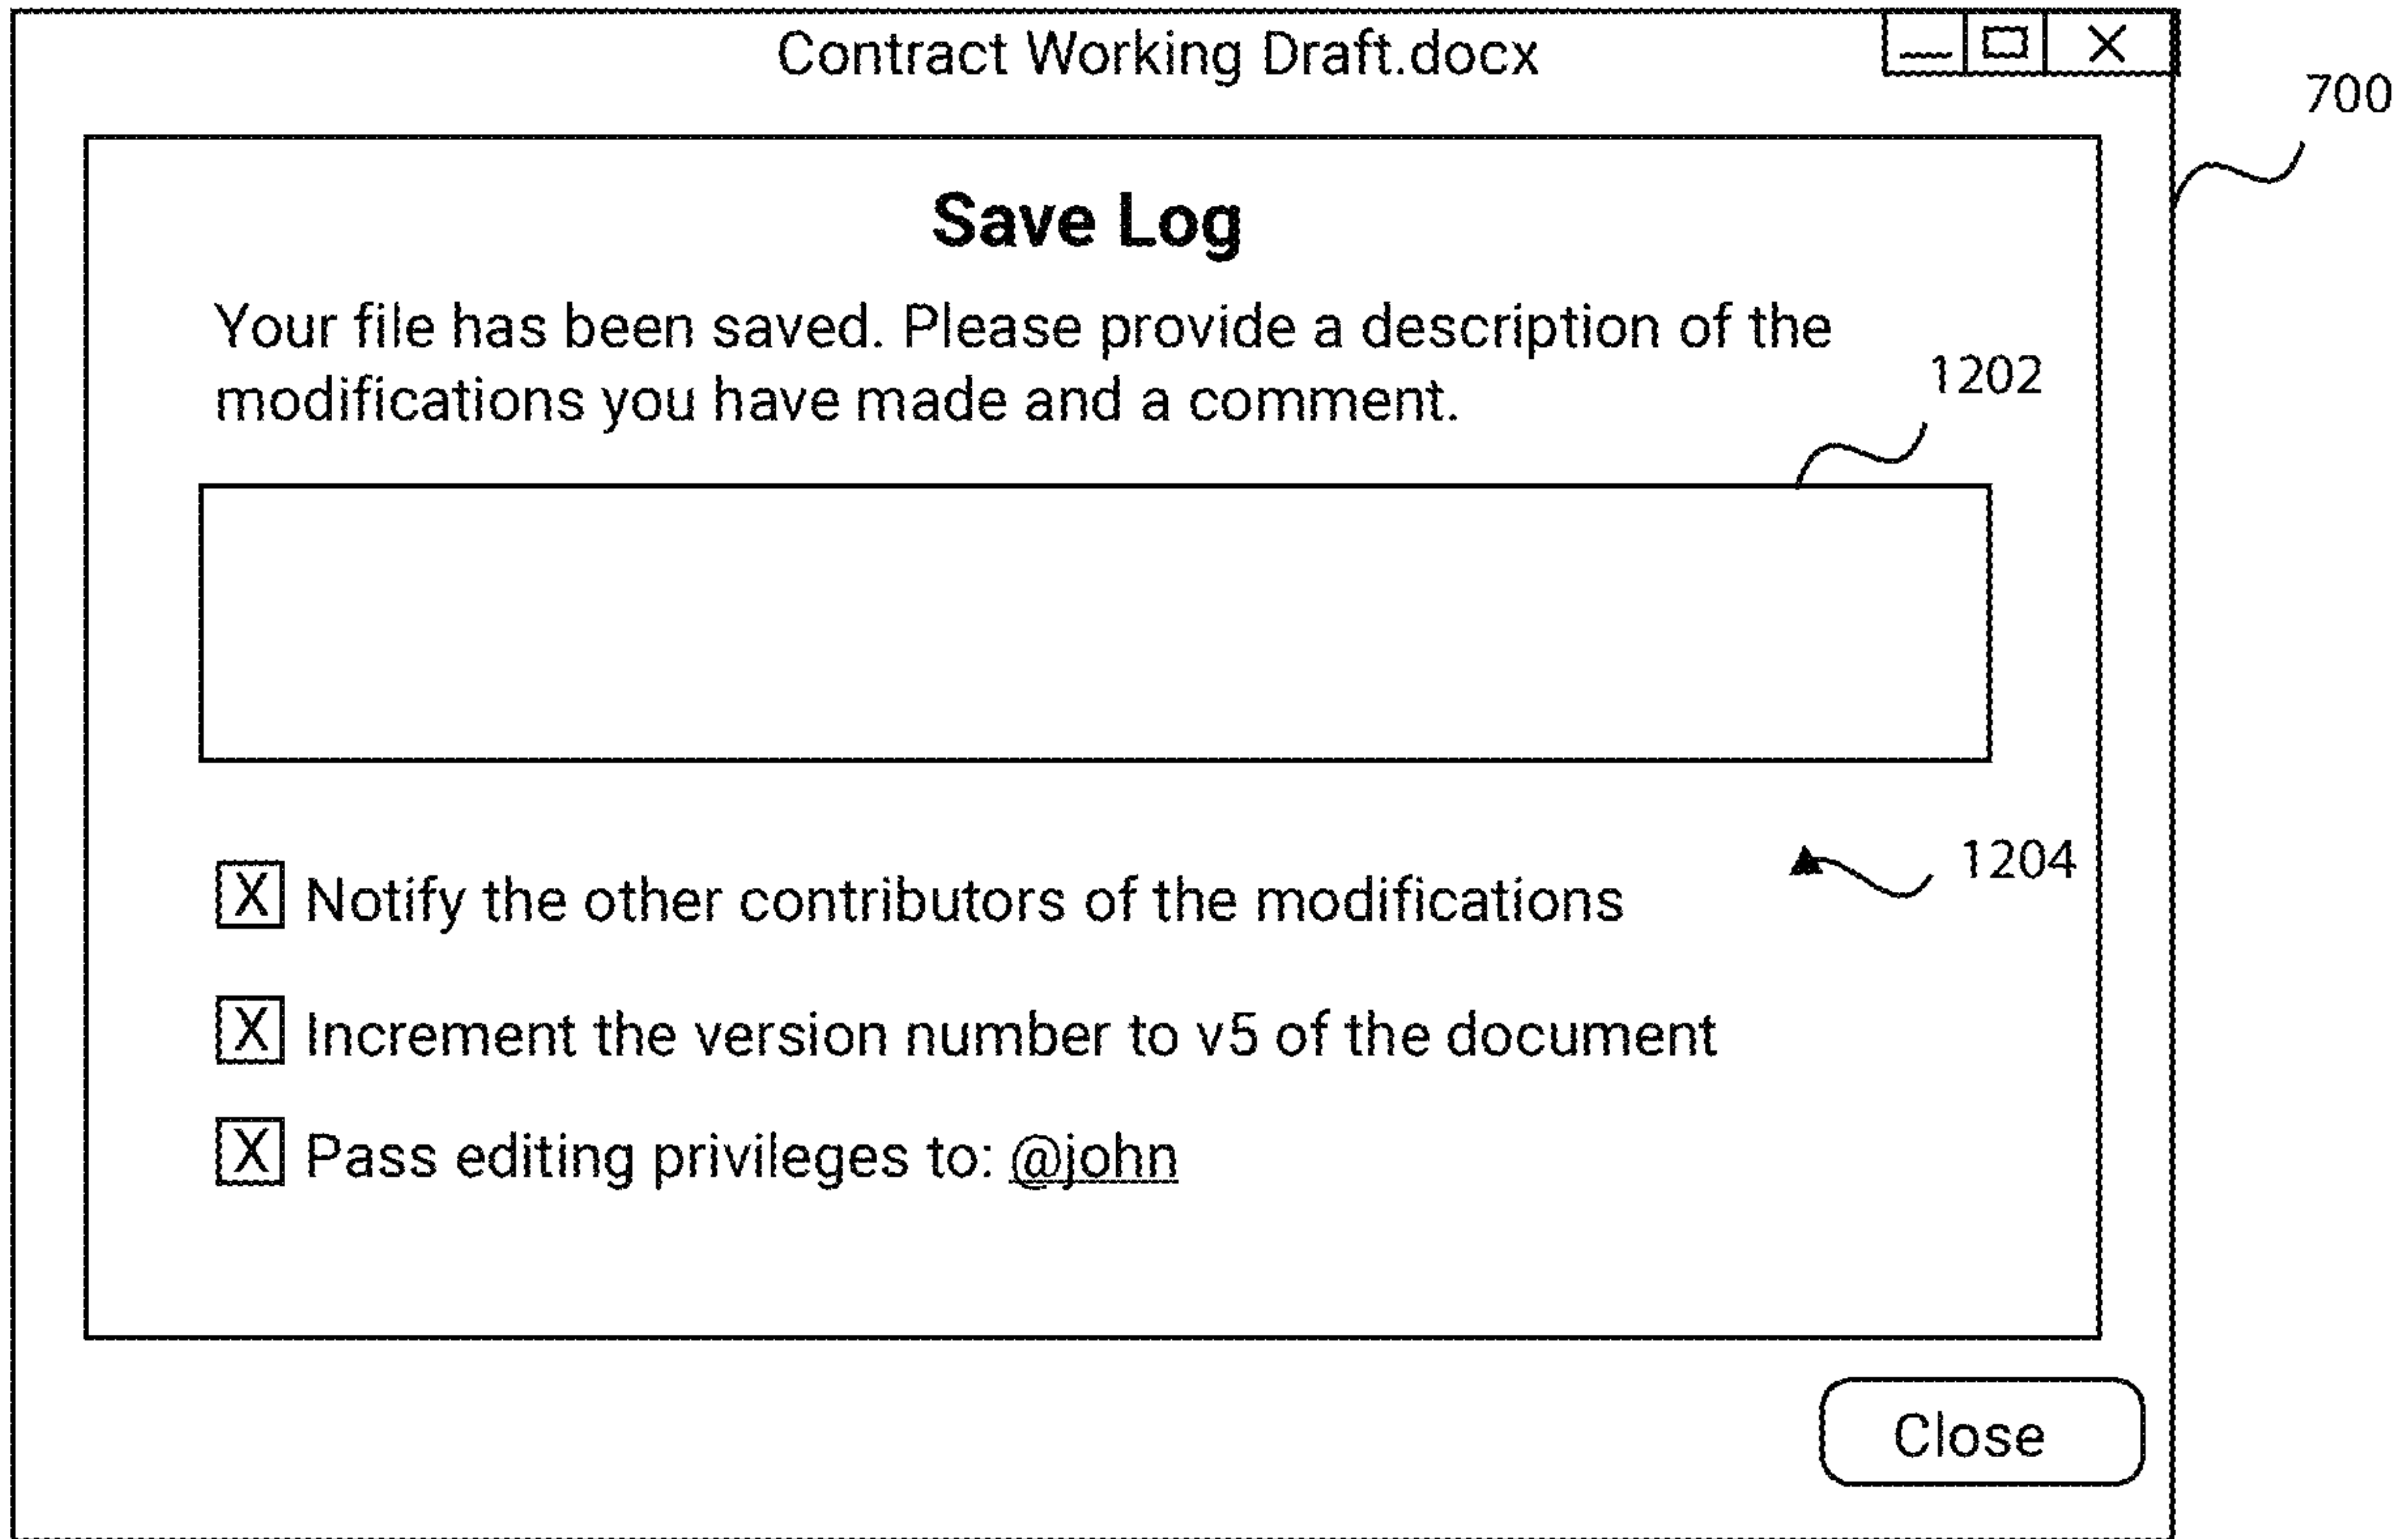 Contract Working Draft.docx
700
Save Log
Your file has been saved. Please provide a description of the
modifications you have made and a comment.
1202
1204
X Notify the other contributors of the modifications
X Increment the version number to v5 of the document
X Pass editing privileges to: @john
Close